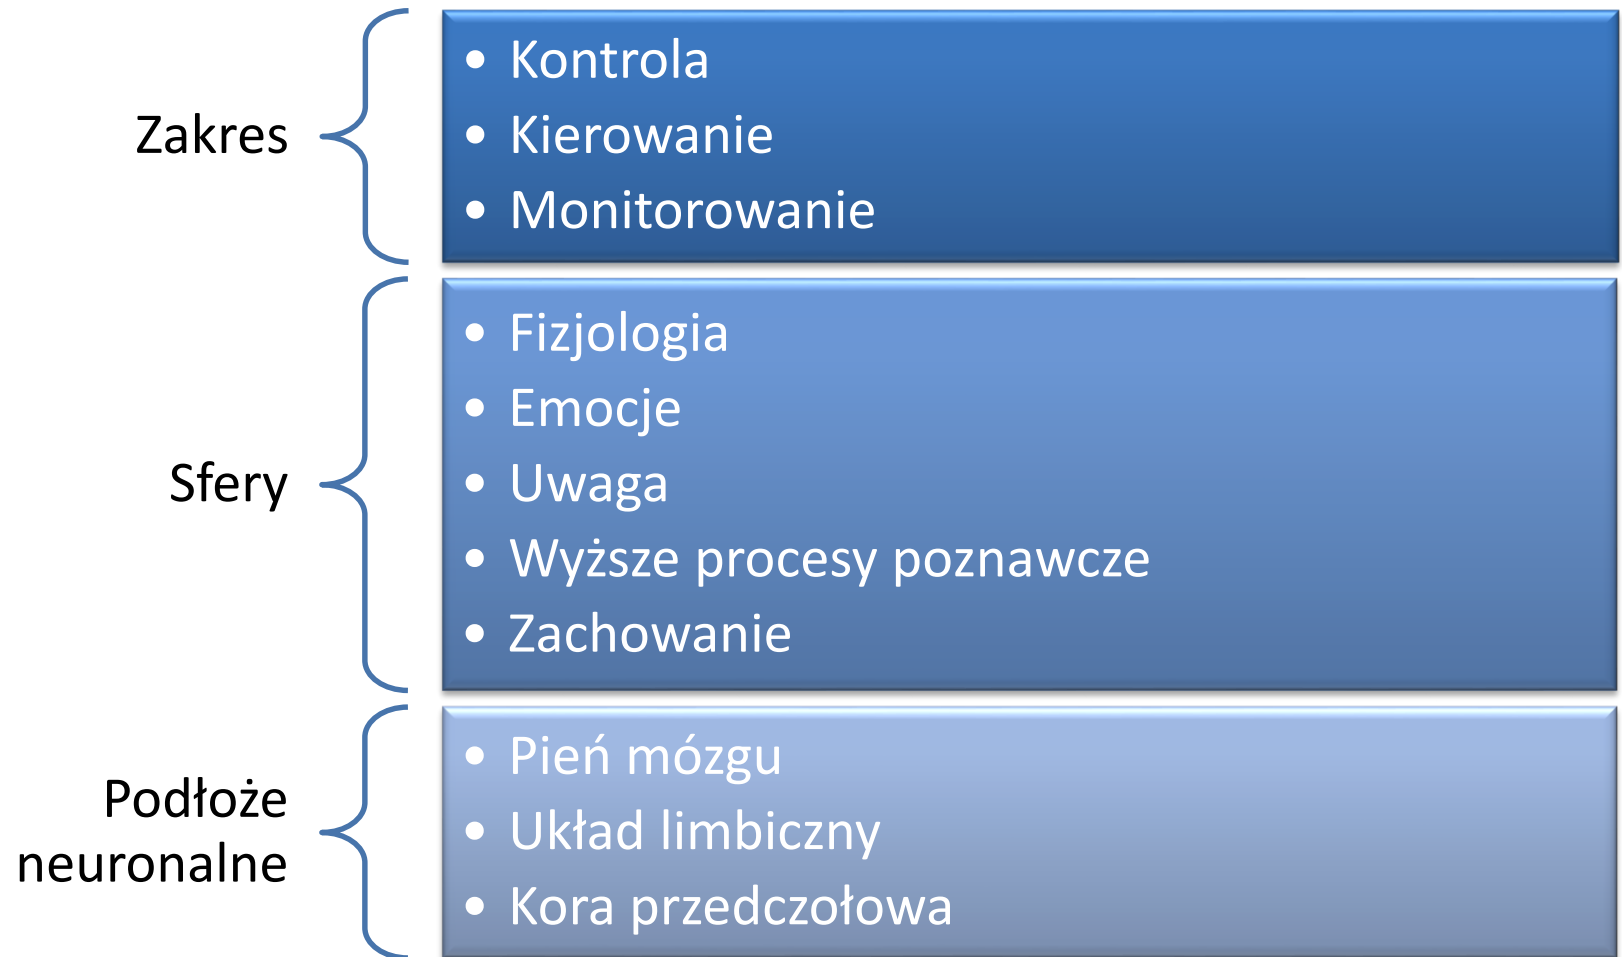 Zakres
• Kontrola
• Kierowanie
• Monitorowanie
Sfery
• Fizjologia
• Emocje
• Uwaga
• Wyższe procesy poznawcze
• Zachowanie
Podłoże
neuronalne
• Pień mózgu
• Układ limbiczny
• Kora przedczołowa